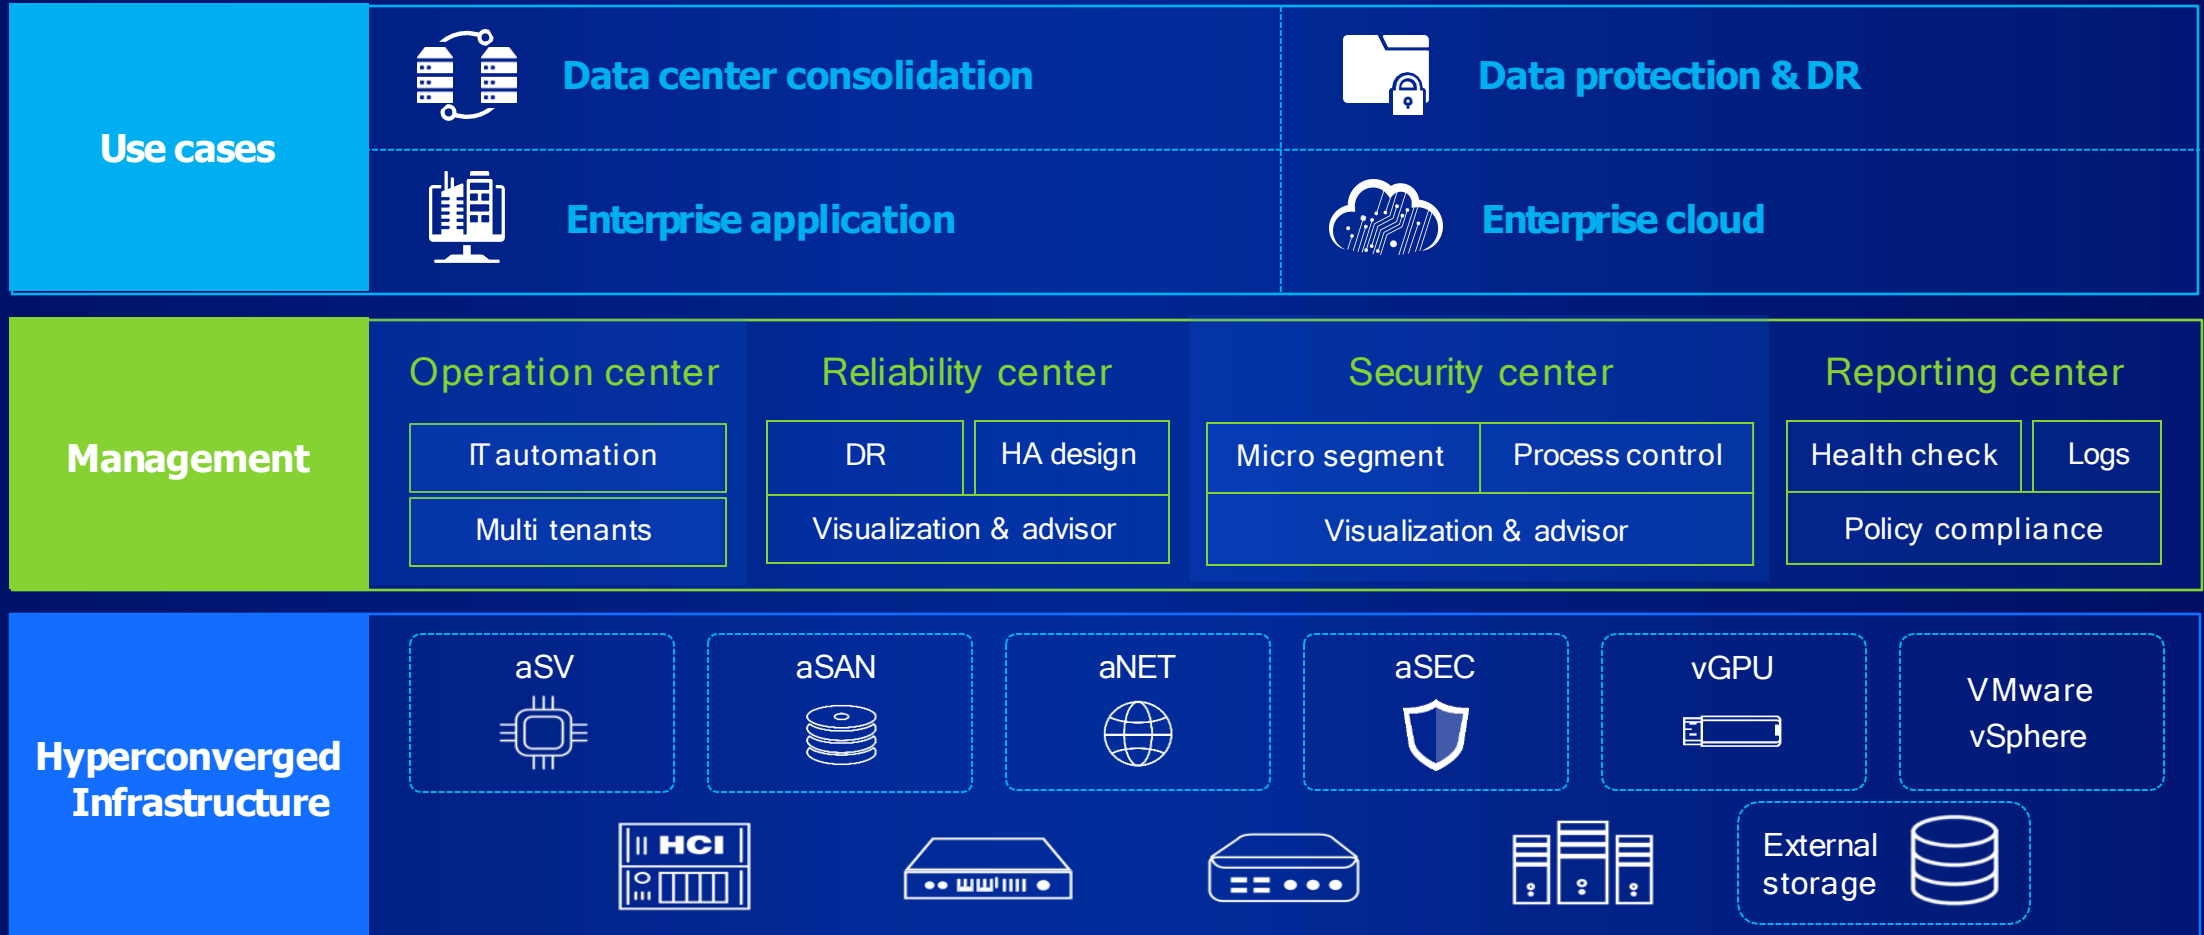 Use cases
Data center consolidation
Data protection & DR
Enterprise application
Enterprise cloud
Management
Operation center
IT automation
Multi tenants
Reliability center
DR
HA design
Visualization & advisor
Security center
Micro segment
Process control
Visualization & advisor
Reporting center
Health check
Logs
Policy compliance
Hyperconverged
Infrastructure
aSV
aSAN
aNET
aSEC
vGPU
VMware
vSphere
HCI
External
storage